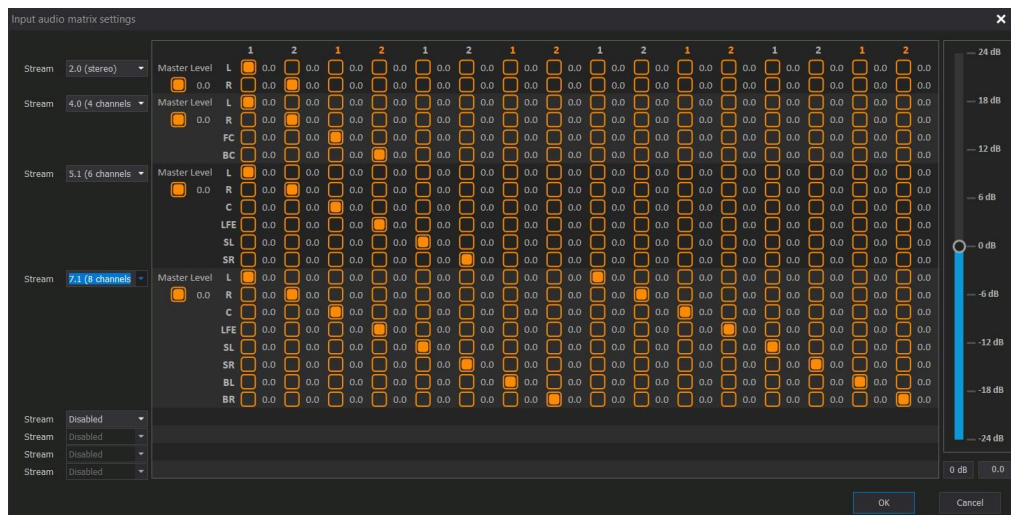 Input audio matrix settings
1 2 1 2 1 2 1 2 1 2 1 2 1 2 1 2
24 dB
Stream 2.0 (stereo) Master Level L 0.0 0.0 0.0 0.0 0.0 0.0 0.0 0.0 0.0 0.0 0.0 0.0 0.0 0.0 0.0 0.0
0.0 R 0.0 0.0 0.0 0.0 0.0 0.0 0.0 0.0 0.0 0.0 0.0 0.0 0.0 0.0 0.0 0.0
Stream 4.0 (4 channels Master Level L 0.0 0.0 0.0 0.0 0.0 0.0 0.0 0.0 0.0 0.0 0.0 0.0 0.0 0.0 0.0 0.0 18 dB
0.0 R 0.0 0.0 0.0 0.0 0.0 0.0 0.0 0.0 0.0 0.0 0.0 0.0 0.0 0.0 0.0 0.0
FC 0.0 0.0 0.0 0.0 0.0 0.0 0.0 0.0 0.0 0.0 0.0 0.0 0.0 0.0 0.0 0.0
BC 0.0 0.0 0.0 0.0 0.0 0.0 0.0 0.0 0.0 0.0 0.0 0.0 0.0 0.0 0.0 0.0 12 dB
Stream 5.1 (6 channels Master Level L 0.0 0.0 0.0 0.0 0.0 0.0 0.0 0.0 0.0 0.0 0.0 0.0 0.0 0.0 0.0 0.0
0.0 R 0.0 0.0 0.0 0.0 0.0 0.0 0.0 0.0 0.0 0.0 0.0 0.0 0.0 0.0 0.0 0.0 6 dB
C 0.0 0.0 0.0 0.0 0.0 0.0 0.0 0.0 0.0 0.0 0.0 0.0 0.0 0.0 0.0 0.0
LFE 0.0 0.0 0.0 0.0 0.0 0.0 0.0 0.0 0.0 0.0 0.0 0.0 0.0 0.0 0.0 0.0
SL 0.0 0.0 0.0 0.0 0.0 0.0 0.0 0.0 0.0 0.0 0.0 0.0 0.0 0.0 0.0 0.0 0 dB
SR 0.0 0.0 0.0 0.0 0.0 0.0 0.0 0.0 0.0 0.0 0.0 0.0 0.0 0.0 0.0 0.0
Stream 7.1 (8 channels Master Level L 0.0 0.0 0.0 0.0 0.0 0.0 0.0 0.0 0.0 0.0 0.0 0.0 0.0 0.0 0.0 0.0
0.0 R 0.0 0.0 0.0 0.0 0.0 0.0 0.0 0.0 0.0 0.0 0.0 0.0 0.0 0.0 0.0 0.0 -6 dB
C 0.0 0.0 0.0 0.0 0.0 0.0 0.0 0.0 0.0 0.0 0.0 0.0 0.0 0.0 0.0 0.0
LFE 0.0 0.0 0.0 0.0 0.0 0.0 0.0 0.0 0.0 0.0 0.0 0.0 0.0 0.0 0.0 0.0
SL 0.0 0.0 0.0 0.0 0.0 0.0 0.0 0.0 0.0 0.0 0.0 0.0 0.0 0.0 0.0 0.0 -12 dB
SR 0.0 0.0 0.0 0.0 0.0 0.0 0.0 0.0 0.0 0.0 0.0 0.0 0.0 0.0 0.0 0.0
BL 0.0 0.0 0.0 0.0 0.0 0.0 0.0 0.0 0.0 0.0 0.0 0.0 0.0 0.0 0.0 0.0 -18 dB
BR 0.0 0.0 0.0 0.0 0.0 0.0 0.0 0.0 0.0 0.0 0.0 0.0 0.0 0.0 0.0 0.0
Stream Disabled
Stream Disabled -24 dB
Stream Disabled
Stream Disabled 0 dB 0.0
OK Cancel